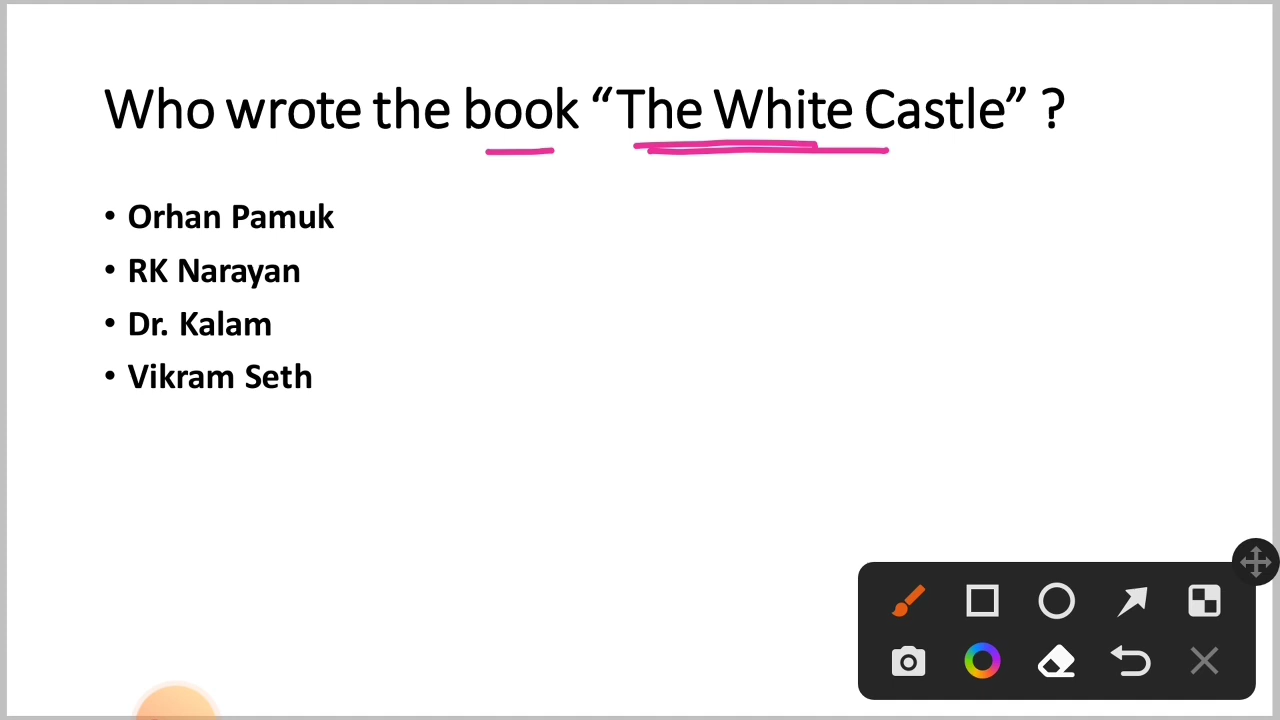 Who wrote the book “The White Castle” ?
• Orhan Pamuk
• RK Narayan
• Dr. Kalam
• Vikram Seth